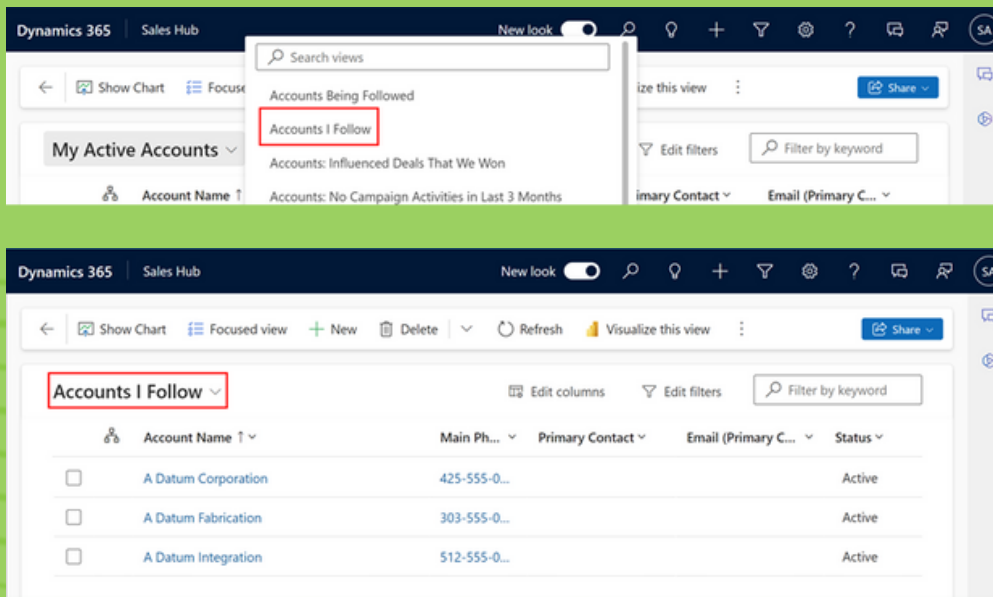 Dynamics 365 Sales Hub New look SA
Search views
Show Chart Accounts Being Followed ize this view Share
Accounts I Follow
My Active Accounts Edit filters Filter by keyword
Accounts: Influenced Deals That We Won
Account Name Accounts: No Campaign Activities in Last 3 Months Email (Primary C...
Dynamics 365 Sales Hub New look
Show Chart Focused view New Delete Refresh Visualize this view Share
Accounts I Follow Edit columns Edit filters Filter by keyword
Account Name Main Ph... Primary Contact Email (Primary C... Status
A Datum Corporation 425-555-0... Active
A Datum Fabrication 303-555-0... Active
A Datum Integration 512-555-0... Active